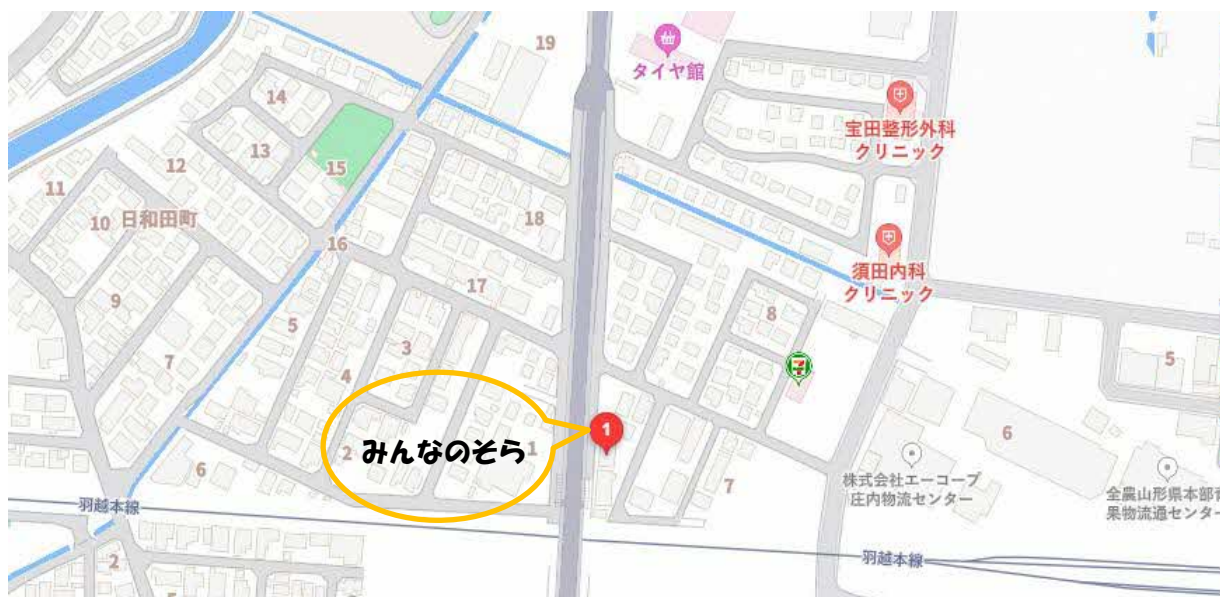 19
タイヤ館
14
宝田整形外科
クリニック
13
12
15
11
10
日和田町
18
16
須田内科
クリニック
17
9
8
5
3
7
4
5
1
みんなのそら
2
1
6
6
7
株式会社エーコープ
庄内物流センター
全農山形県本部青
果物流通センター
羽越本線
羽越本線
2